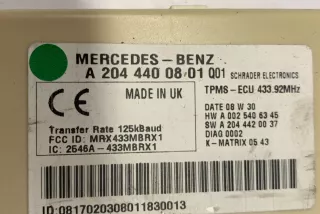 MERCEDES-BENZ
A 204 440 08/01 Q01 SCHRADER ELECTRONICS
TPMS-ECU 433.92MHz
CE MADE IN UK
DATE 08 W 30
HW A 002 540 63 45
Transfer Rate 125kBaud
SW A 204 442 00 37
FCC ID: MRX433MBRX1
DIAG 0002
IC: 2546A-433MBRX1
K-MATRIX 05 43
ID:0817020308011830013